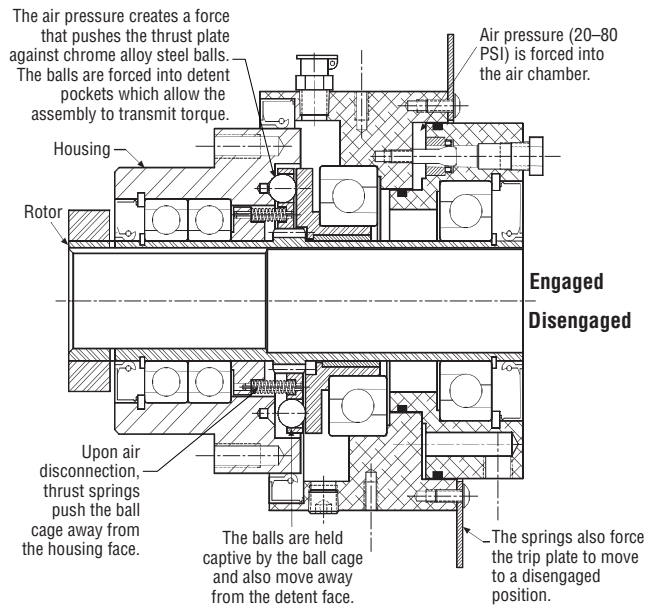 The air pressure creates a force
that pushes the thrust plate
against chrome alloy steel balls.
The balls are forced into detent
pockets which allow the
assembly to transmit torque.
Air pressure (20–80
PSI) is forced into
the air chamber.
Housing
Rotor
Engaged
Disengaged
Upon air
disconnection,
thrust springs
push the ball
cage away from
the housing face.
The balls are held
captive by the ball cage
and also move away
from the detent face.
The springs also force
the trip plate to move
to a disengaged
position.